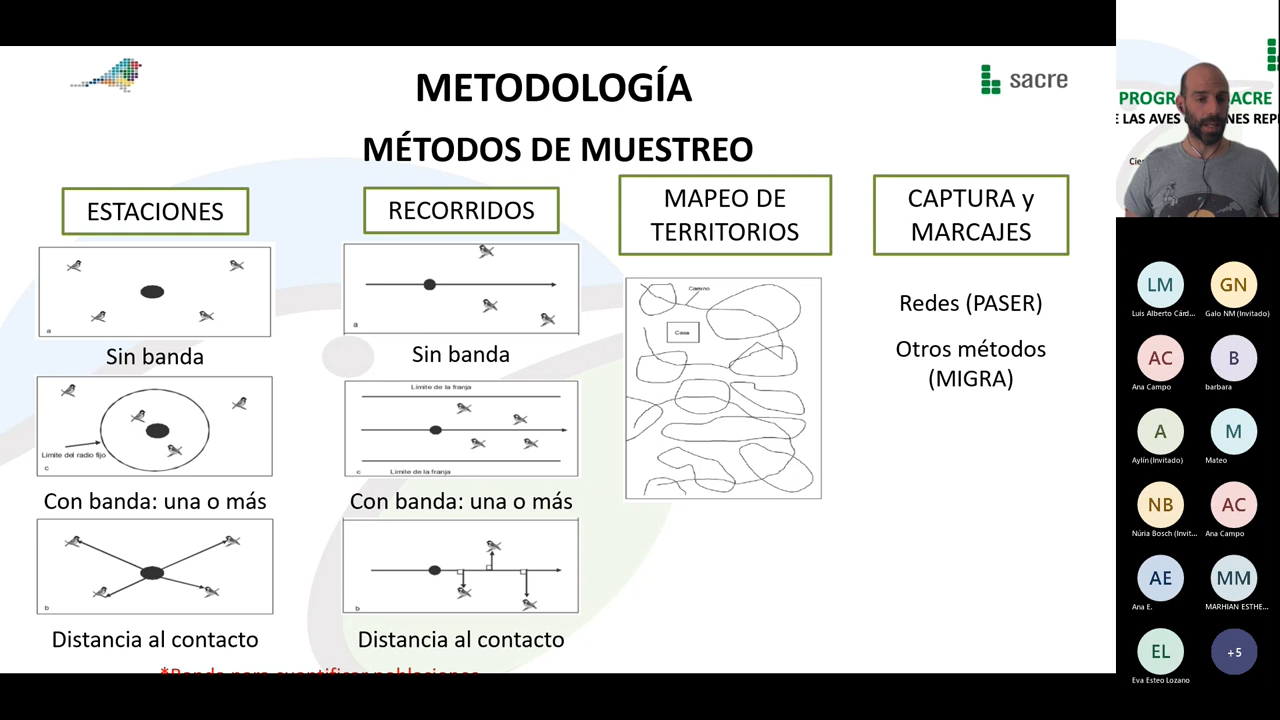 METODOLOGÍA
sacre
MÉTODOS DE MUESTREO
ESTACIONES
a
Sin banda
Límite del radio fijo
c
Con banda: una o más
b
Distancia al contacto
RECORRIDOS
a
Sin banda
Límite de la franja
c
Límite de la franja
Con banda: una o más
b
Distancia al contacto
MAPEO DE
TERRITORIOS
Camino
Casa
CAPTURA y
MARCAJES
Redes (PASER)
Otros métodos
(MIGRA)
*Banda para cuantificar poblaciones
PROGR
ACRE
E LAS AVES
NES REP
LM
Luis Alberto Cárd...
GN
Galo NM (Invitado)
AC
Ana Campo
B
barbara
A
Aylín (Invitado)
M
Mateo
NB
Núria Bosch (Invit...
AC
Ana Campo
AE
Ana E.
MM
MARHIAN ESTHE...
EL
Eva Esteo Lozano
+5